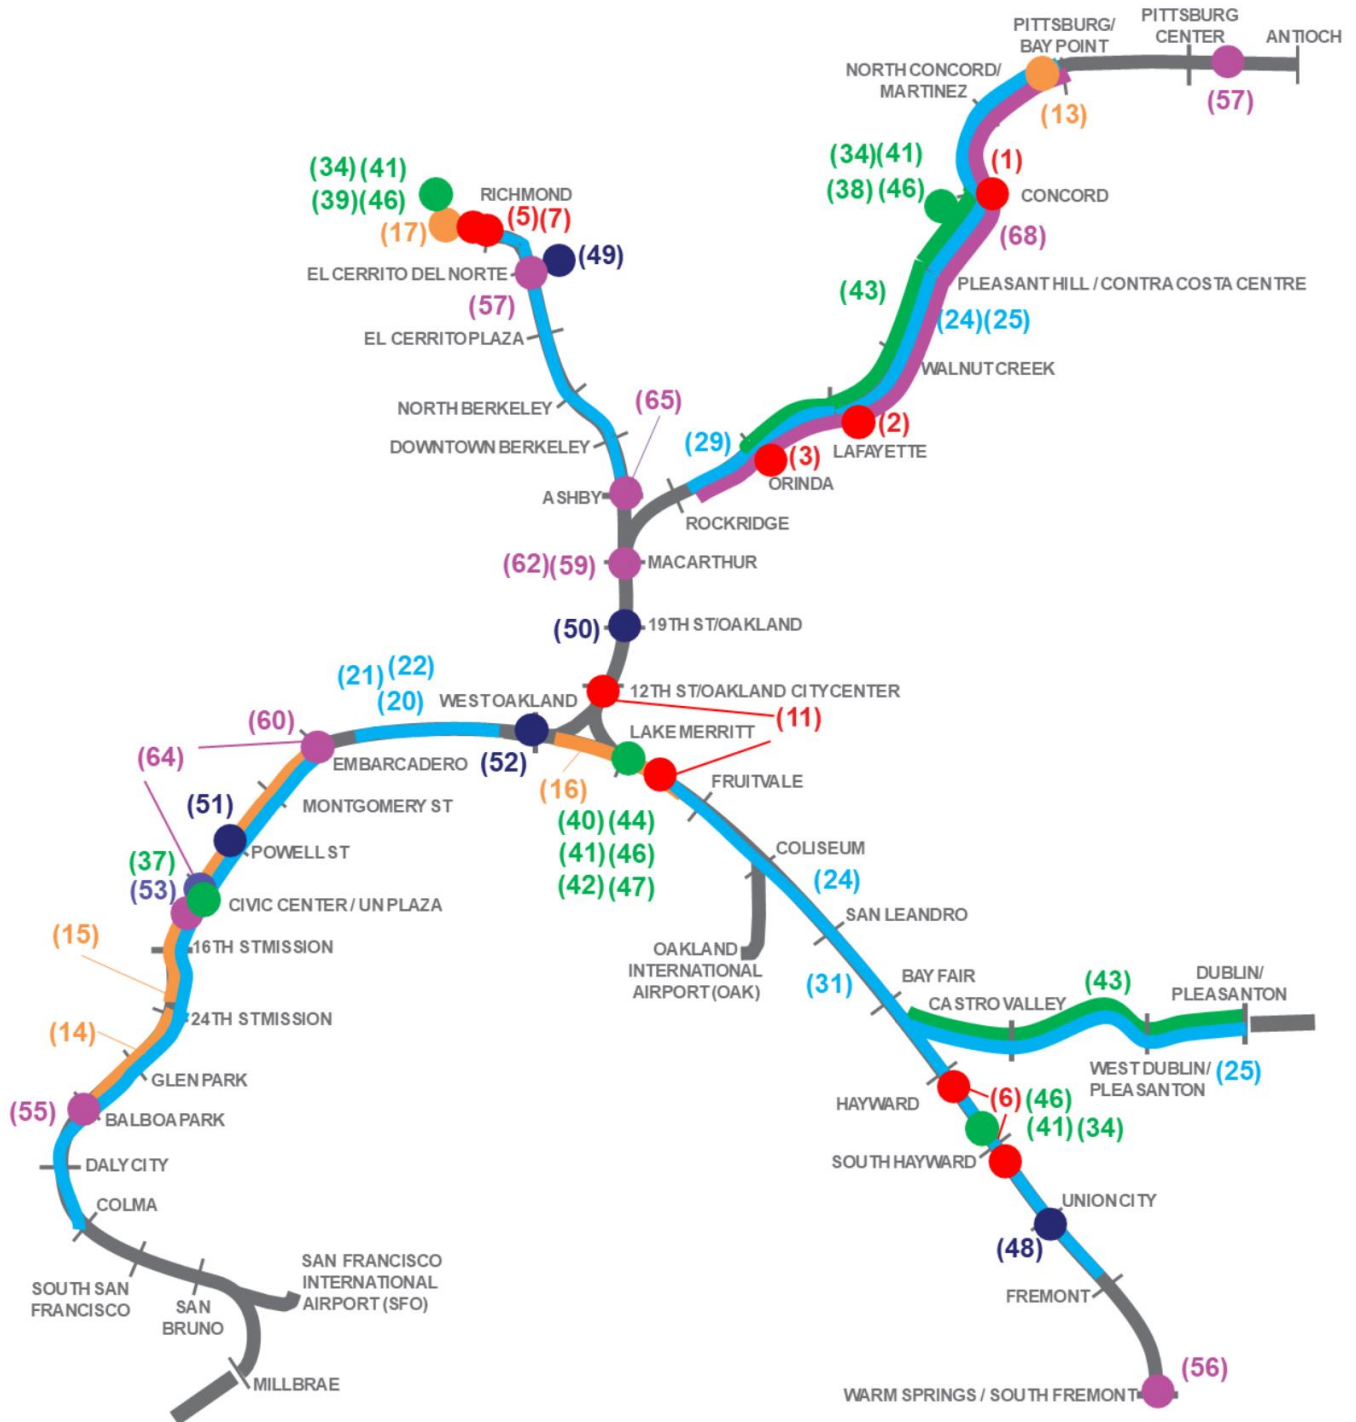 PITTSBURG/
BAY POINT
PITTSBURG
CENTER
ANTIOCH
NORTH CONCORD/
MARTINEZ
(13)
(57)
(34)(41)
(38)(46)
(1)
CONCORD
(68)
(34)(41)
(39)(46)
RICHMOND
(17)
(5)(7)
(49)
EL CERRITO DEL NORTE
(57)
(43)
PLEASANT HILL / CONTRA COSTA CENTRE
(24)(25)
EL CERRITO PLAZA
WALNUT CREEK
NORTH BERKELEY
(65)
DOWNTOWN BERKELEY
(29)
(2)
LAFAYETTE
(3)
ORINDA
ASHBY
ROCKRIDGE
(62)(59)
MACARTHUR
(50)
19TH ST/OAKLAND
(21)
(22)
(20)
WEST OAKLAND
12TH ST/OAKLAND CITY CENTER
(11)
(60)
LAKE MERRITT
(64)
EMBARCADERO
(52)
(16)
FRUITVALE
(51)
MONTGOMERY ST
(40)(44)
(41)(46)
(42)(47)
POWELL ST
COLISEUM
(37)
(53)
(24)
CIVIC CENTER / UN PLAZA
SAN LEANDRO
(15)
16TH ST MISSION
OAKLAND
INTERNATIONAL
AIRPORT (OAK)
(31)
BAY FAIR
CASTRO VALLEY
(43)
DUBLIN/
PLEASANTON
24TH ST MISSION
(14)
GLEN PARK
WEST DUBLIN/
PLEASANTON
(25)
(55)
BALBOA PARK
HAYWARD
(6)
(46)
(41)(34)
DALY CITY
SOUTH HAYWARD
COLMA
UNION CITY
(48)
SAN FRANCISCO
INTERNATIONAL
AIRPORT (SFO)
SOUTH SAN
FRANCISCO
SAN
BRUNO
FREMONT
MILLBRAE
(56)
WARM SPRINGS / SOUTH FREMONT